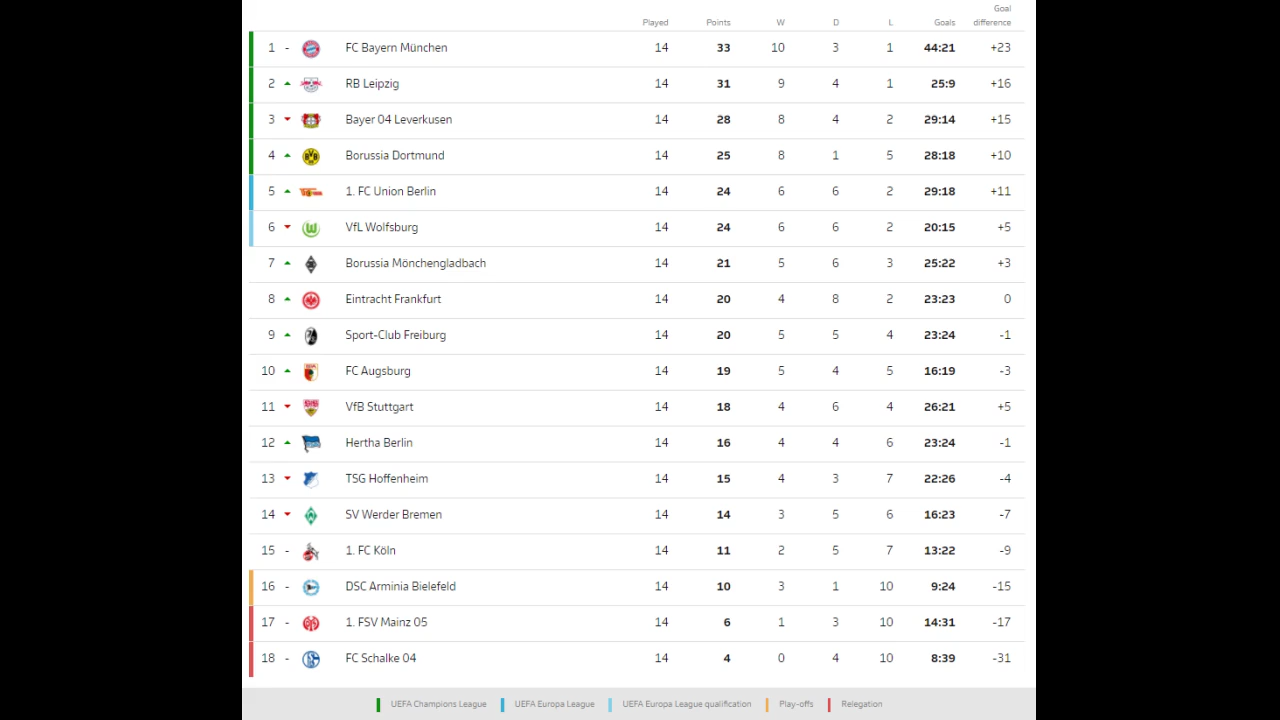 Played Points W D L Goals Goal difference
1 - FC Bayern München 14 33 10 3 1 44:21 +23
2 RB Leipzig 14 31 9 4 1 25:9 +16
3 Bayer 04 Leverkusen 14 28 8 4 2 29:14 +15
4 Borussia Dortmund 14 25 8 1 5 28:18 +10
5 1. FC Union Berlin 14 24 6 6 2 29:18 +11
6 VfL Wolfsburg 14 24 6 6 2 20:15 +5
7 Borussia Mönchengladbach 14 21 5 6 3 25:22 +3
8 Eintracht Frankfurt 14 20 4 8 2 23:23 0
9 Sport-Club Freiburg 14 20 5 5 4 23:24 -1
10 FC Augsburg 14 19 5 4 5 16:19 -3
11 VfB Stuttgart 14 18 4 6 4 26:21 +5
12 Hertha Berlin 14 16 4 4 6 23:24 -1
13 TSG Hoffenheim 14 15 4 3 7 22:26 -4
14 SV Werder Bremen 14 14 3 5 6 16:23 -7
15 - 1. FC Köln 14 11 2 5 7 13:22 -9
16 - DSC Arminia Bielefeld 14 10 3 1 10 9:24 -15
17 - 1. FSV Mainz 05 14 6 1 3 10 14:31 -17
18 - FC Schalke 04 14 4 0 4 10 8:39 -31
UEFA Champions League UEFA Europa League UEFA Europa League qualification Play-offs Relegation